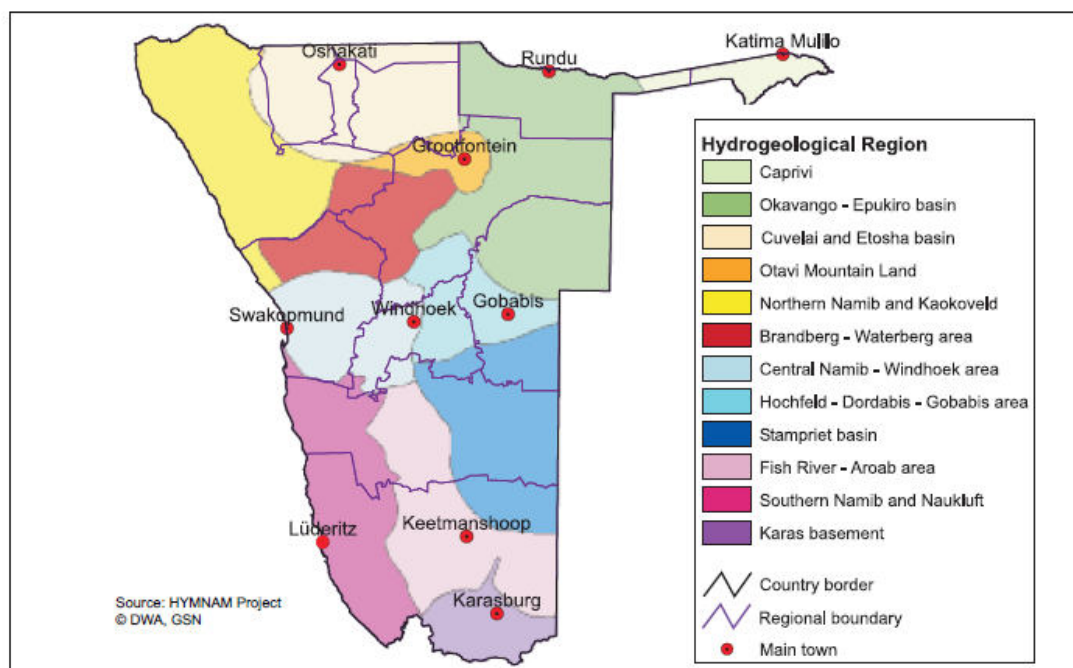 Oshakati
Rundu
Katima Mulilo
Grootfontein
Swakopmund
Windhoek
Gobabis
Lüderitz
Keetmanshoop
Karasburg
Source: HYMNAM Project
© DWA, GSN
Hydrogeological Region
Caprivi
Okavango - Epukiro basin
Cuvelai and Etosha basin
Otavi Mountain Land
Northern Namib and Kaokoveld
Brandberg - Waterberg area
Central Namib - Windhoek area
Hochfeld - Dordabis - Gobabis area
Stampriet basin
Fish River - Aroab area
Southern Namib and Naukluft
Karas basement
Country border
Regional boundary
Main town